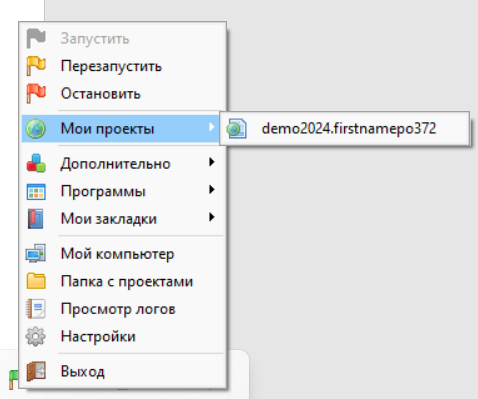 Запустить
Перезапустить
Остановить
Мои проекты
demo2024.firstnamepo372
Дополнительно
Программы
Мои закладки
Мой компьютер
Папка с проектами
Просмотр логов
Настройки
Выход